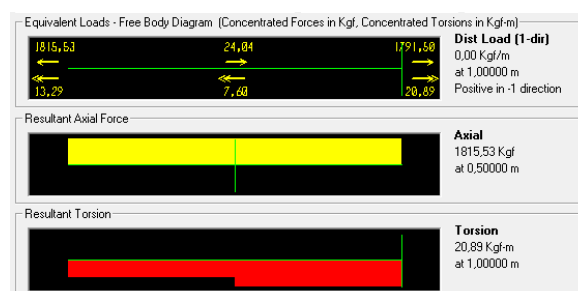 Equivalent Loads - Free Body Diagram (Concentrated Forces in Kgf, Concentrated Torsions in Kgf-m)
1815,53 24,04 1791,50
13,29 7,60 20,89
Dist Load (1-dir)
0,00 Kgf/m
at 1,00000 m
Positive in -1 direction
Resultant Axial Force
Axial
1815,53 Kgf
at 0,50000 m
Resultant Torsion
Torsion
20,89 Kgf-m
at 1,00000 m